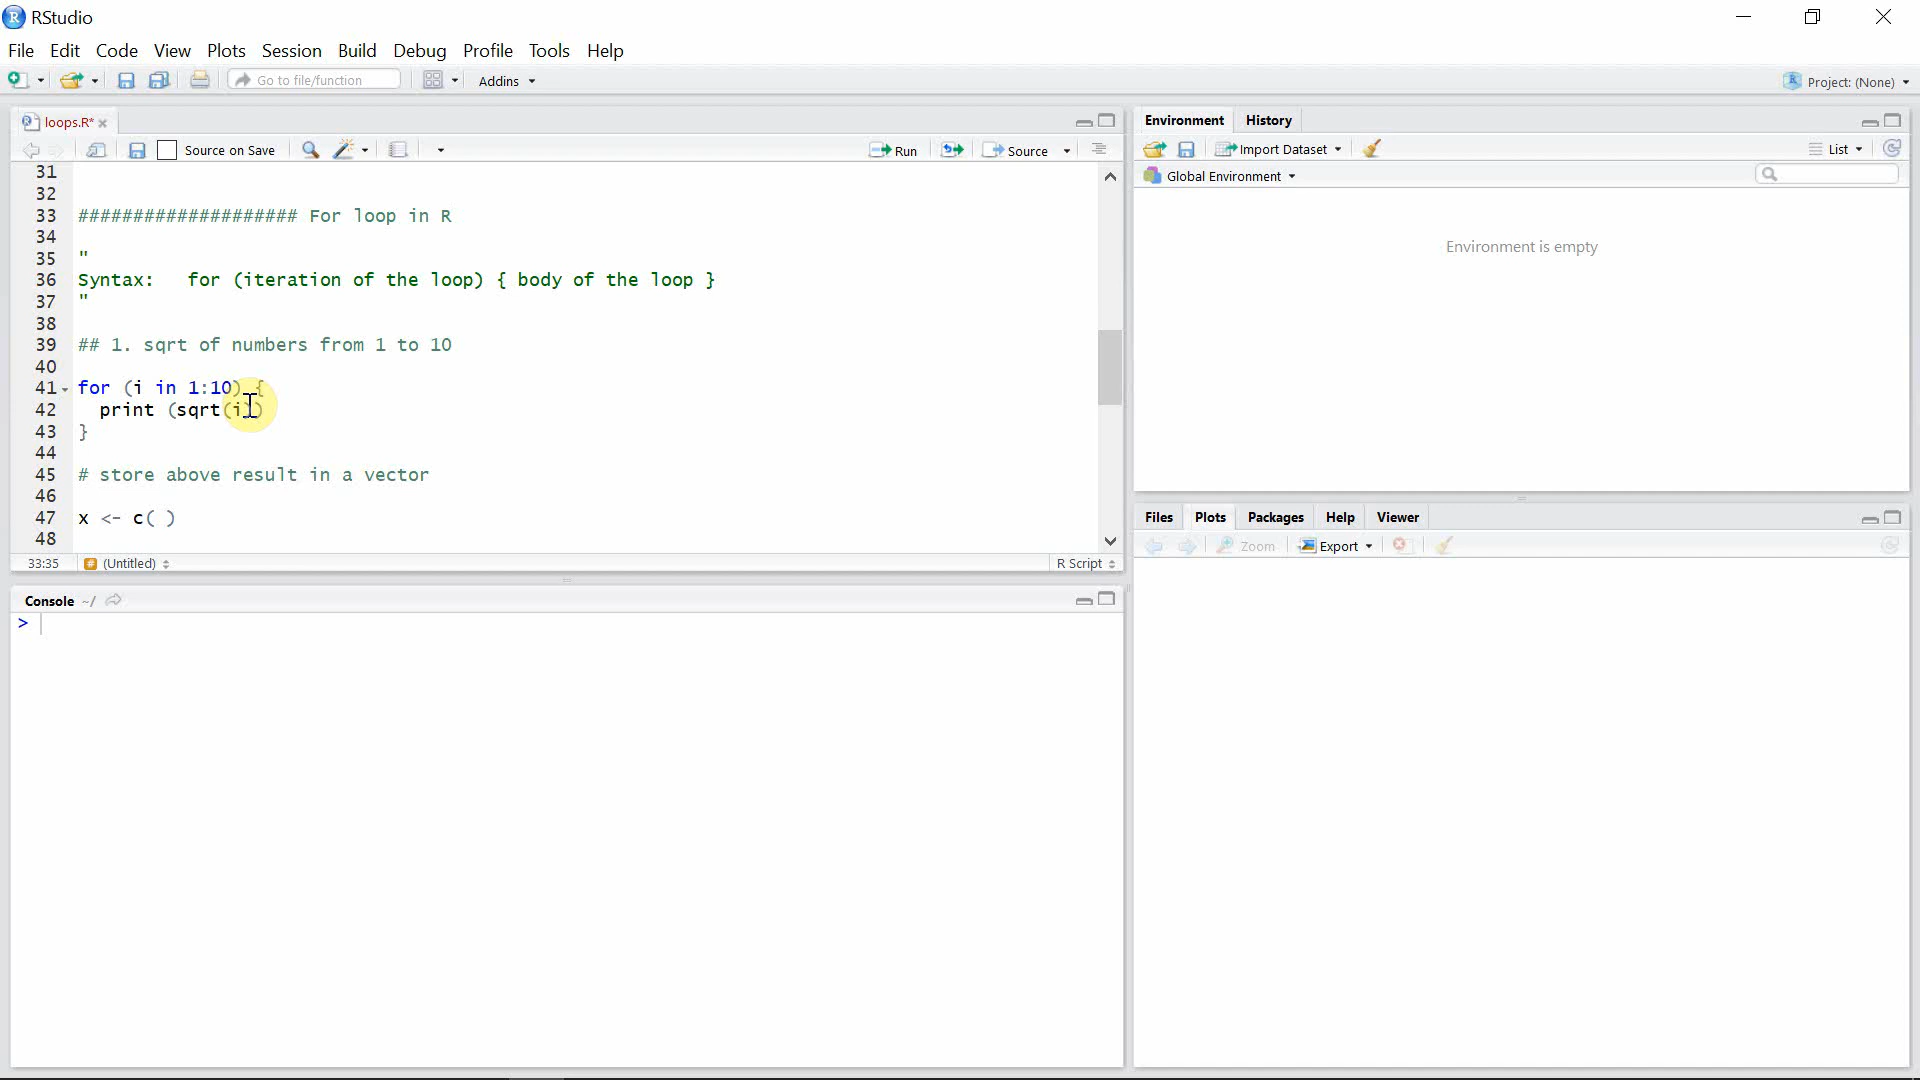 RStudio
File Edit Code View Plots Session Build Debug Profile Tools Help
Go to file/function Addins Project: (None)
loops.R*
Source on Save Run Source
31
32
33 #################### For loop in R
34
35 "
36 Syntax: for (iteration of the loop) { body of the loop }
37 "
38
39 ## 1. sqrt of numbers from 1 to 10
40
41 for (i in 1:10) {
42 print (sqrt(i))
43 }
44
45 # store above result in a vector
46
47 x <- c( )
48
33:35 # (Untitled) R Script
Console ~/
>
Environment History
Import Dataset List
Global Environment
Environment is empty
Files Plots Packages Help Viewer
Zoom Export